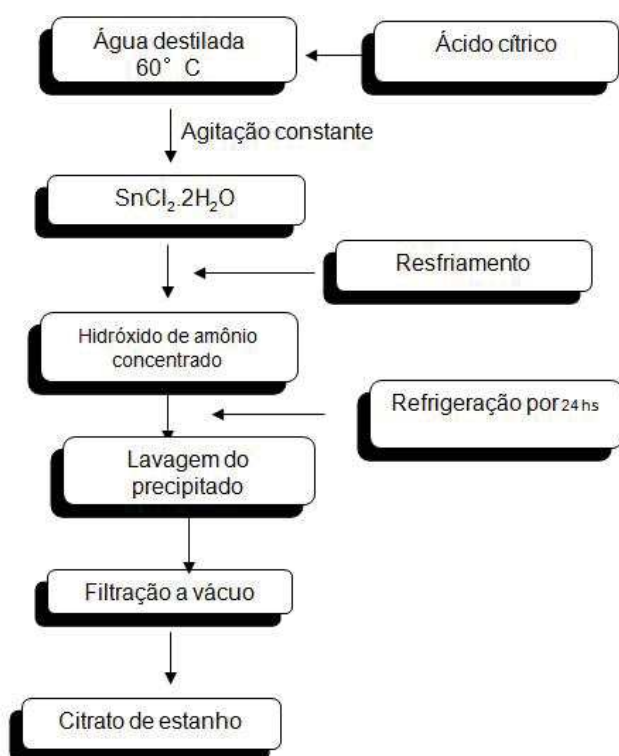 Água destilada
60° C
Ácido cítrico
Agitação constante
SnCl₂.2H₂O
Resfriamento
Hidróxido de amônio
concentrado
Refrigeração por 24 hs
Lavagem do
precipitado
Filtração a vácuo
Citrato de estanho